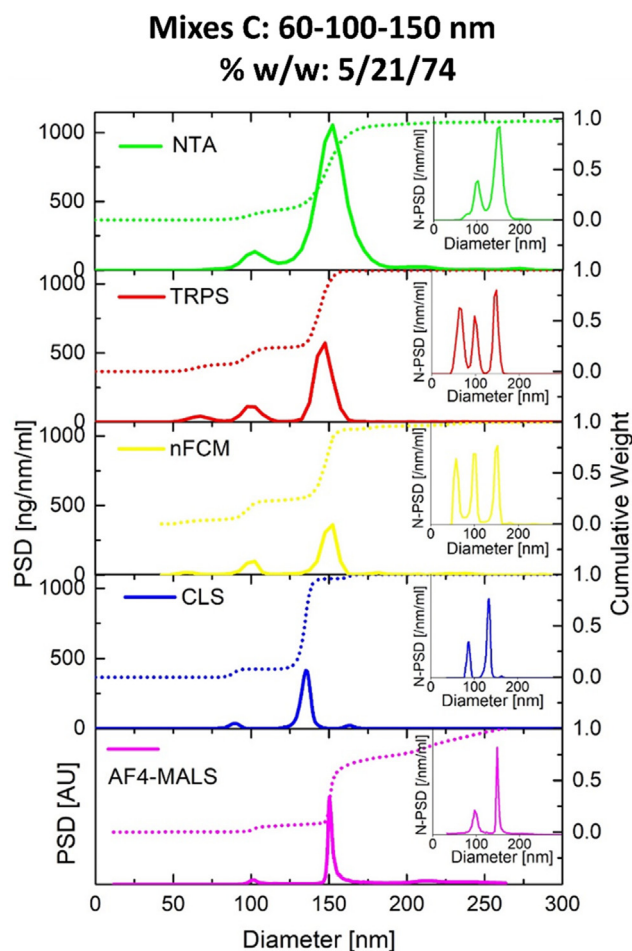 Mixes C: 60-100-150 nm
% w/w: 5/21/74
PSD [ng/nm/ml]
PSD [AU]
Cumulative Weight
NTA
1000
500
0
1.0
0.5
0.0
N-PSD [/nm/ml]
0 100 200
Diameter [nm]
TRPS
1000
500
0
1.0
0.5
0.0
N-PSD [/nm/ml]
0 100 200
Diameter [nm]
nFCM
1000
500
0
1.0
0.5
0.0
N-PSD [/nm/ml]
0 100 200
Diameter [nm]
CLS
1000
500
0
1.0
0.5
0.0
N-PSD [/nm/ml]
0 100 200
Diameter [nm]
AF4-MALS
1.0
0.5
0.0
N-PSD [/nm/ml]
0 100 200
Diameter [nm]
0 50 100 150 200 250 300
Diameter [nm]